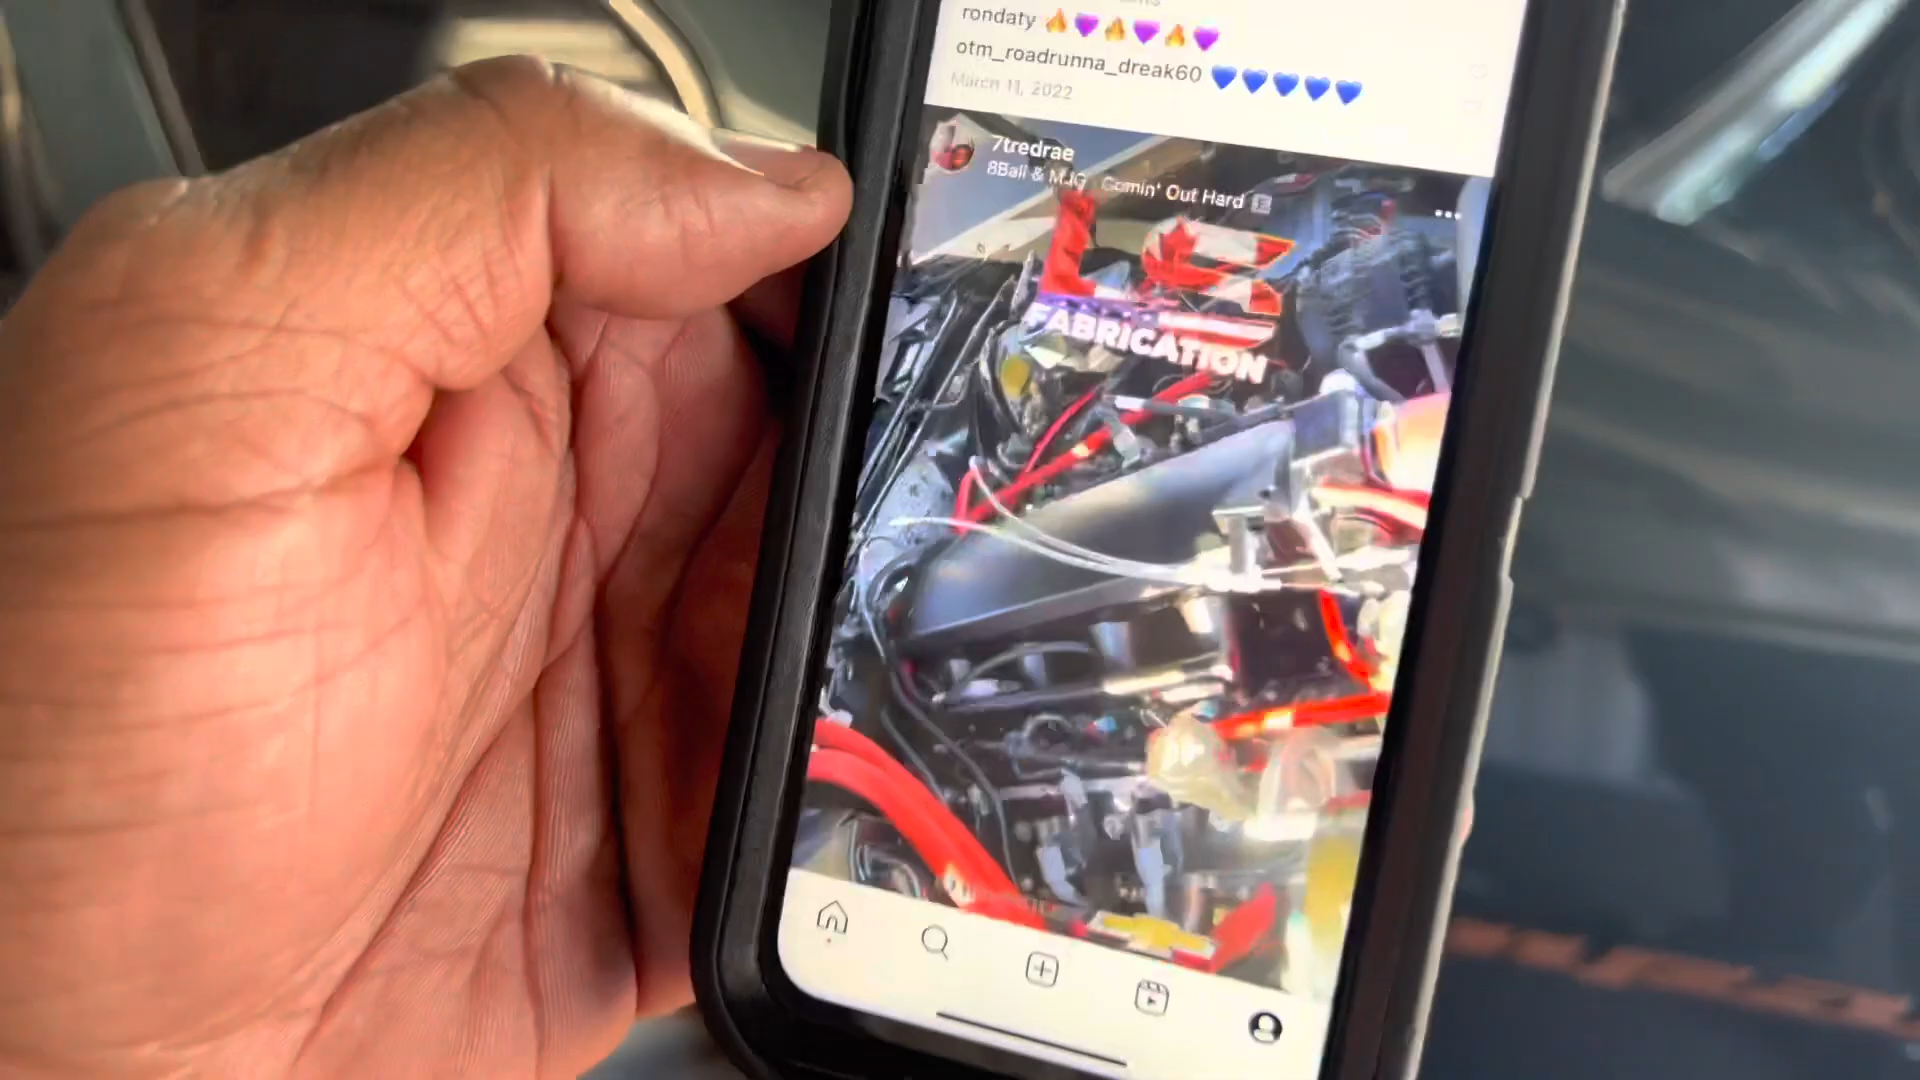 rondaty 🔥💜🔥💜🔥💜
otm_roadrunna_dreak60 💙💙💙💙💙
March 11, 2022
7tredrae
8Ball & MJG Comin' Out Hard E
LS
FABRICATION